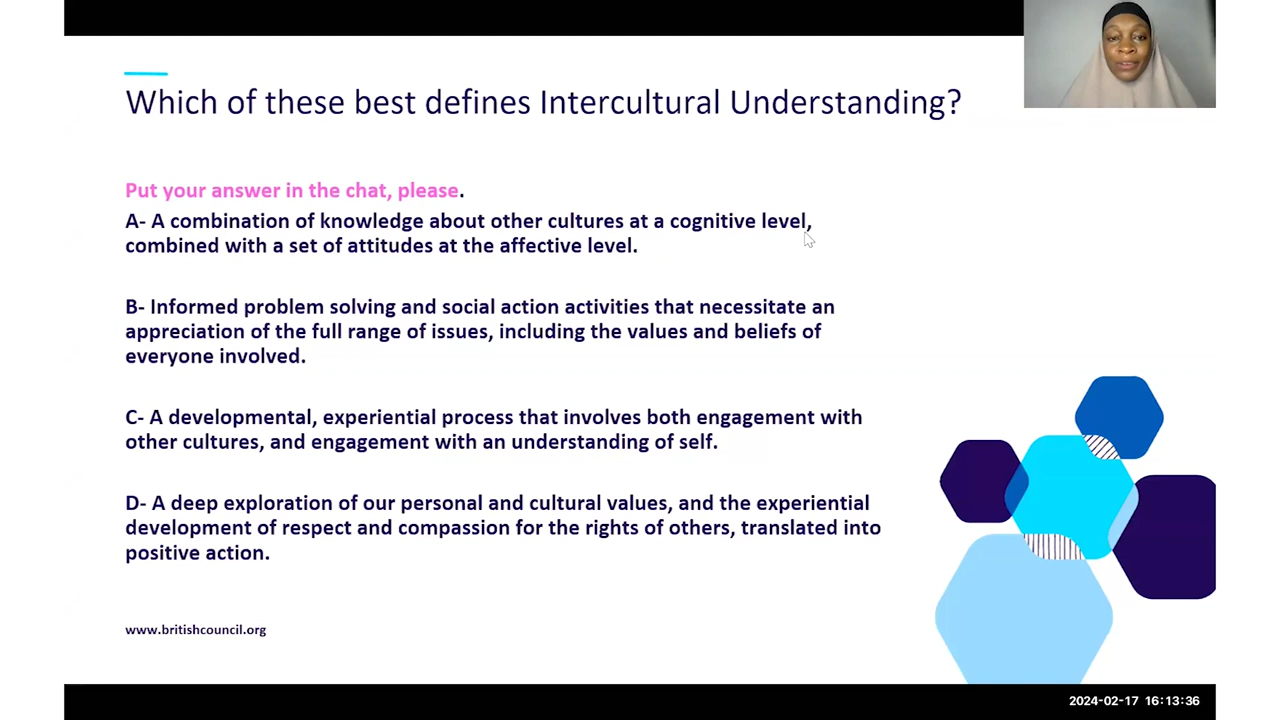 Which of these best defines Intercultural Understanding?
Put your answer in the chat, please.
A- A combination of knowledge about other cultures at a cognitive level,
combined with a set of attitudes at the affective level.
B- Informed problem solving and social action activities that necessitate an
appreciation of the full range of issues, including the values and beliefs of
everyone involved.
C- A developmental, experiential process that involves both engagement with
other cultures, and engagement with an understanding of self.
D- A deep exploration of our personal and cultural values, and the experiential
development of respect and compassion for the rights of others, translated into
positive action.
www.britishcouncil.org
2024-02-17 16:13:36